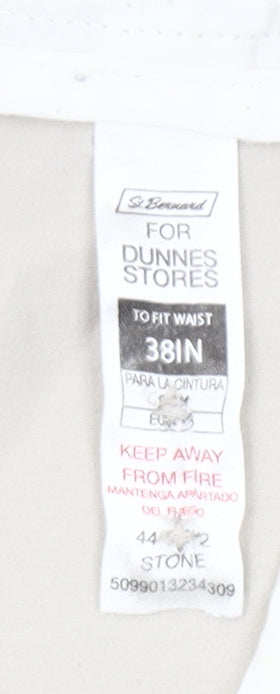 St. Bernard
FOR
DUNNES
STORES
TO FIT WAIST
38IN
PARA LA CINTURA
KEEP AWAY
FROM FIRE
MANTENGA APARTADO
DEL FUEGO
STONE
5099013234309